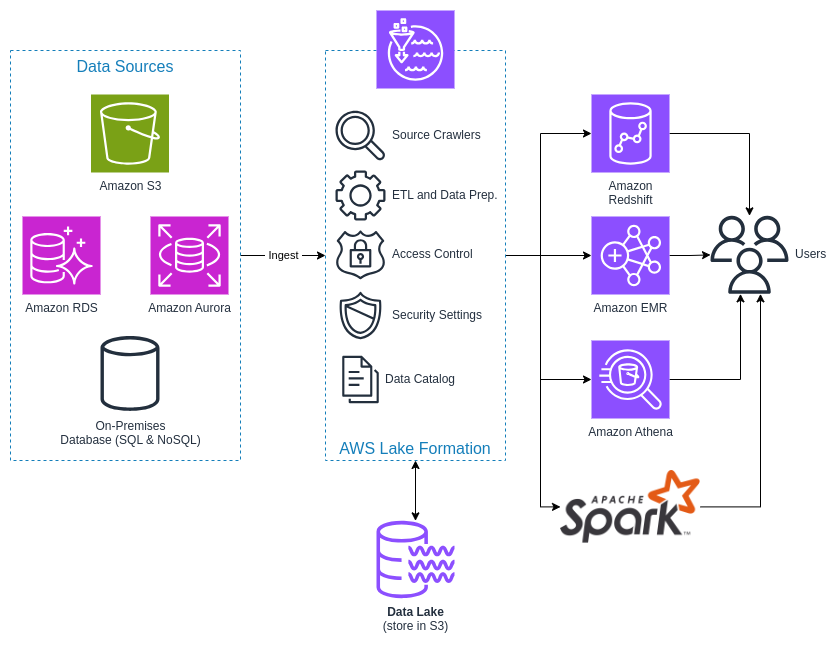 Data Sources
Amazon S3
Amazon RDS
Amazon Aurora
On-Premises
Database (SQL & NoSQL)
Ingest
Source Crawlers
ETL and Data Prep.
Access Control
Security Settings
Data Catalog
AWS Lake Formation
Data Lake
(store in S3)
Amazon
Redshift
Amazon EMR
Amazon Athena
APACHE
Spark™
Users